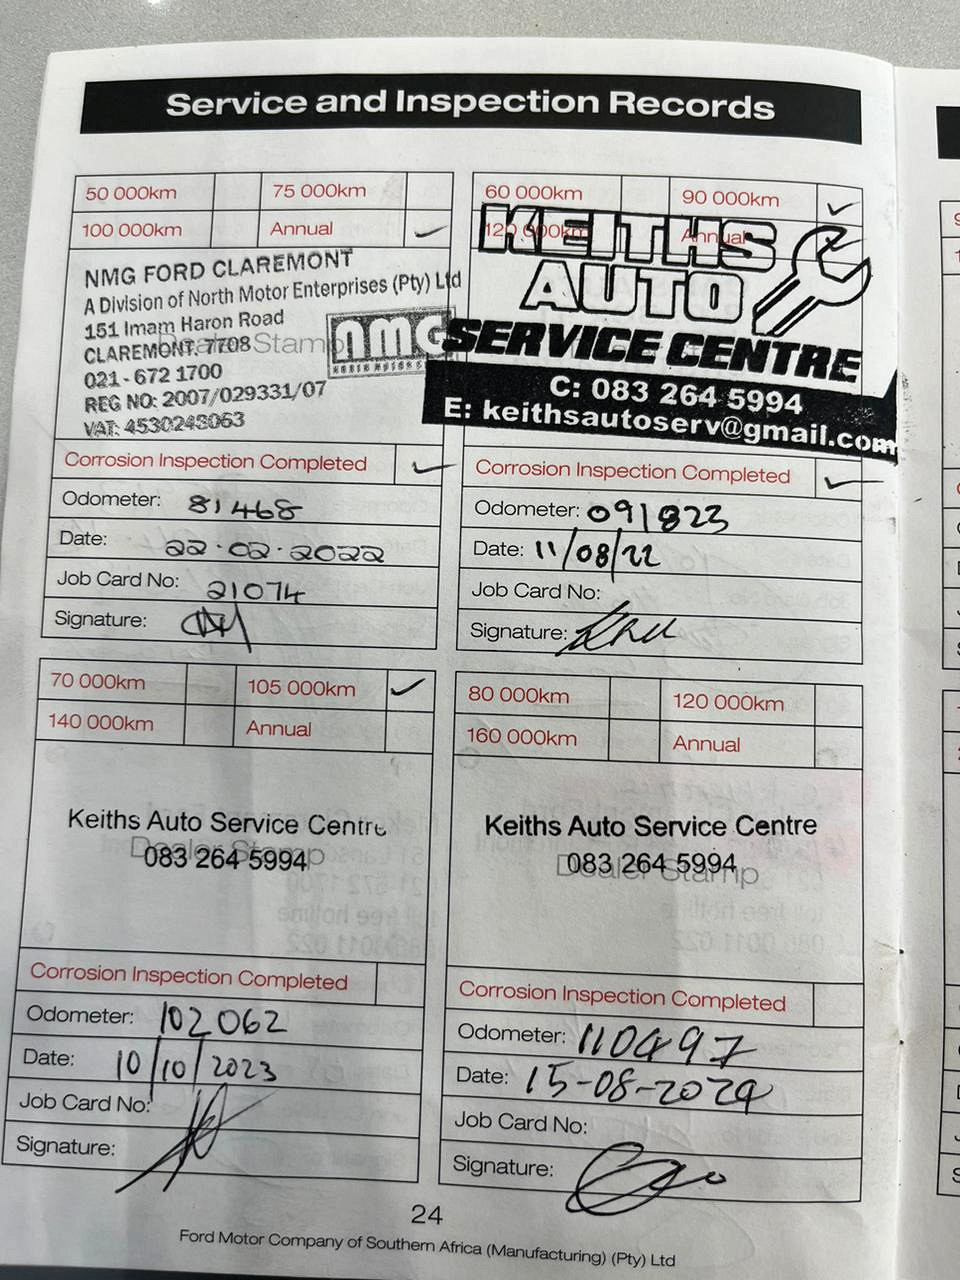 Service and Inspection Records
50 000km 75 000km
100 000km Annual
NMG FORD CLAREMONT
A Division of North Motor Enterprises (Pty) Ltd
151 Imam Haron Road
CLAREMONT, 7708
021 - 672 1700
REG NO: 2007/029331/07
VAT: 4530243063
nmg
Corrosion Inspection Completed
Odometer: 81468
Date: 22.02.2022
Job Card No: 21074
Signature:
60 000km 90 000km
120 000km Annual
KEITHS
AUTO
SERVICE CENTRE
C: 083 264 5994
E: keithsautoserv@gmail.com
Corrosion Inspection Completed
Odometer: 091823
Date: 11/08/22
Job Card No:
Signature:
70 000km 105 000km
140 000km Annual
Keiths Auto Service Centre
Dealer Stamp
083 264 5994
Corrosion Inspection Completed
Odometer: 102062
Date: 10/10/2023
Job Card No:
Signature:
80 000km 120 000km
160 000km Annual
Keiths Auto Service Centre
083 264 5994
Dealer Stamp
Corrosion Inspection Completed
Odometer: 110497
Date: 15-08-2024
Job Card No:
Signature:
24
Ford Motor Company of Southern Africa (Manufacturing) (Pty) Ltd